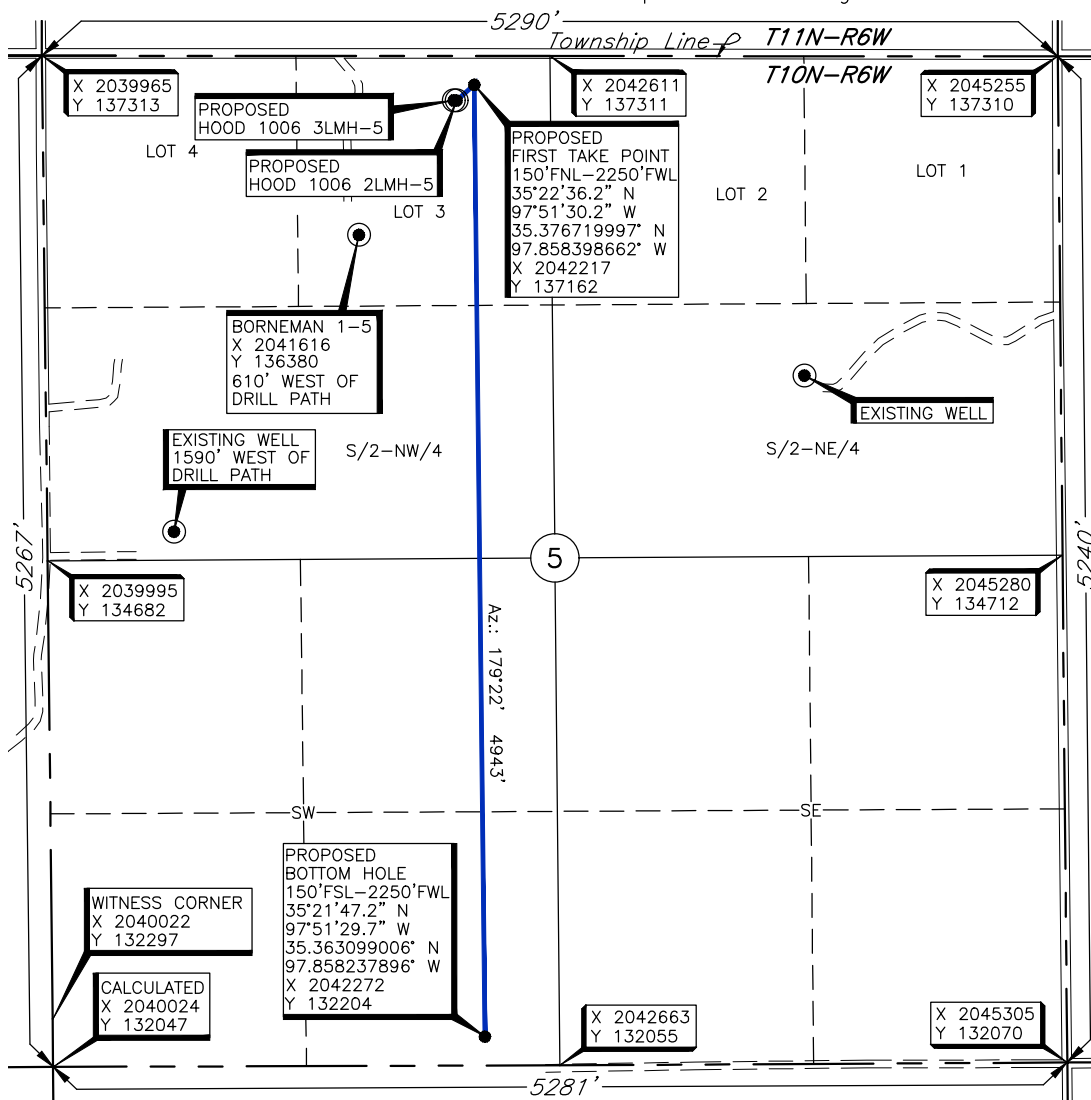 5290'
Township Line
T11N-R6W
T10N-R6W
X 2039965
Y 137313
X 2042611
Y 137311
X 2045255
Y 137310
PROPOSED
HOOD 1006 3LMH-5
PROPOSED
HOOD 1006 2LMH-5
LOT 4
LOT 3
LOT 2
LOT 1
PROPOSED
FIRST TAKE POINT
150'FNL-2250'FWL
35°22'36.2" N
97°51'30.2" W
35.376719997° N
97.858398662° W
X 2042217
Y 137162
BORNEMAN 1-5
X 2041616
Y 136380
610' WEST OF
DRILL PATH
EXISTING WELL
EXISTING WELL
1590' WEST OF
DRILL PATH
S/2-NW/4
S/2-NE/4
5267'
5240'
5
X 2039995
Y 134682
X 2045280
Y 134712
Az.: 179°22' 4943'
SW
SE
PROPOSED
BOTTOM HOLE
150'FSL-2250'FWL
35°21'47.2" N
97°51'29.7" W
35.363099006° N
97.858237896° W
X 2042272
Y 132204
WITNESS CORNER
X 2040022
Y 132297
CALCULATED
X 2040024
Y 132047
X 2042663
Y 132055
X 2045305
Y 132070
5281'